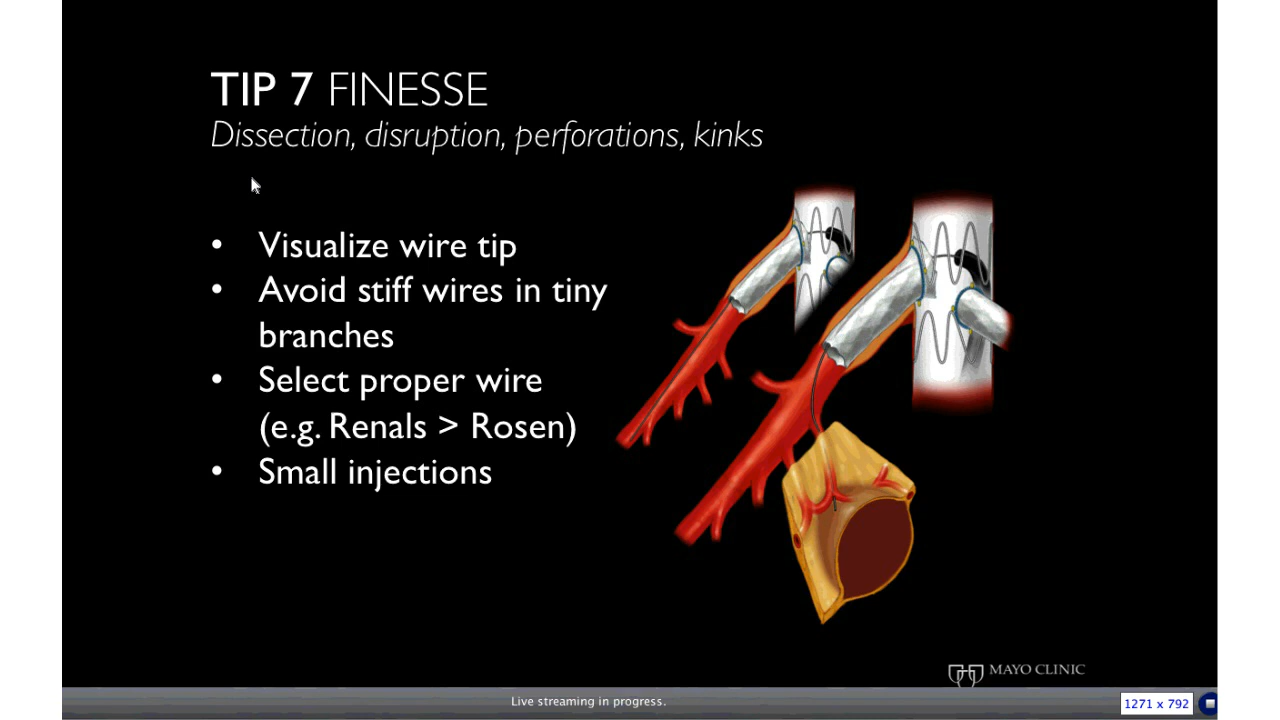 TIP 7 FINESSE
Dissection, disruption, perforations, kinks
• Visualize wire tip
• Avoid stiff wires in tiny
branches
• Select proper wire
(e.g. Renals > Rosen)
• Small injections
MAYO CLINIC
Live streaming in progress.
1271 x 792